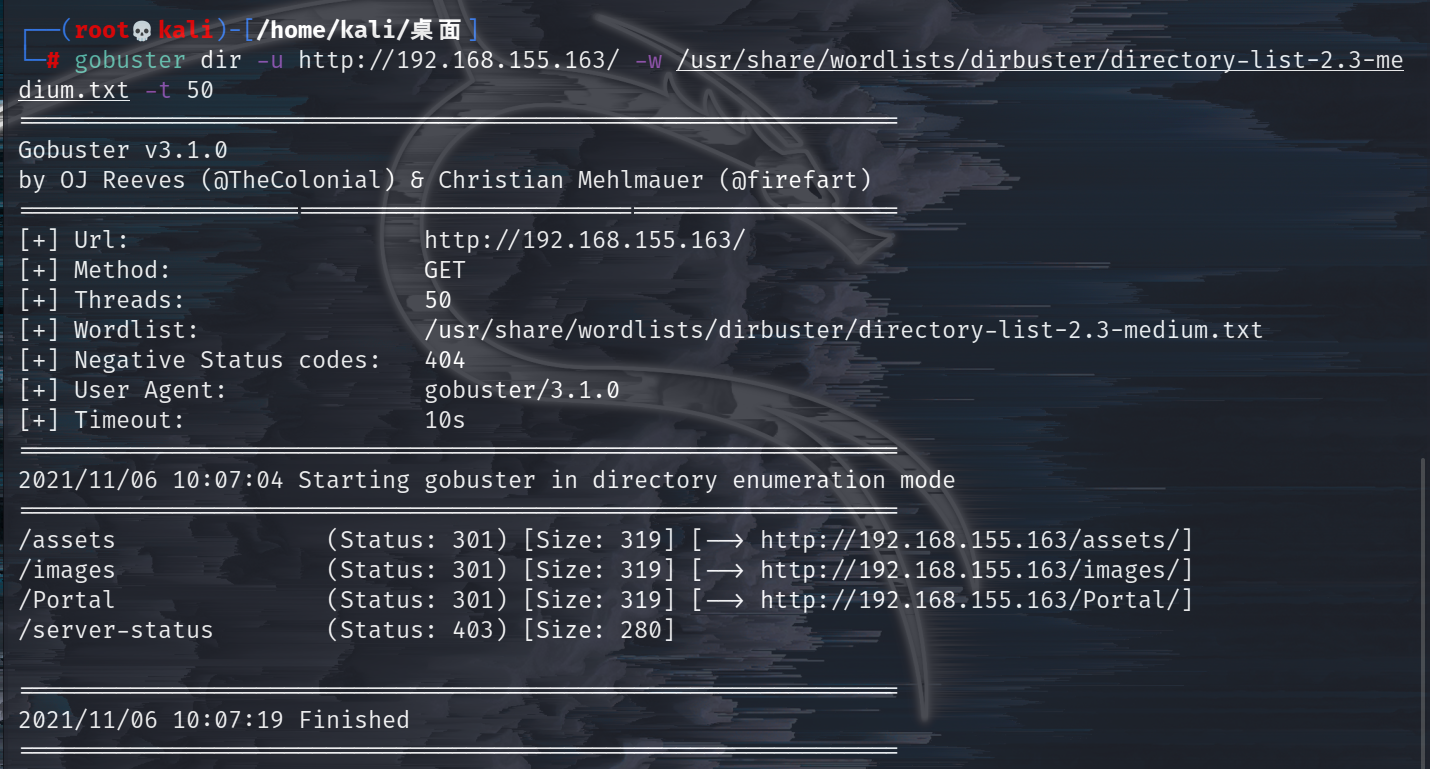 ┌──(root💀kali)-[/home/kali/桌面]
└─# gobuster dir -u http://192.168.155.163/ -w /usr/share/wordlists/dirbuster/directory-list-2.3-me
dium.txt -t 50
===============================================================
Gobuster v3.1.0
by OJ Reeves (@TheColonial) & Christian Mehlmauer (@firefart)
===============================================================
[+] Url:                     http://192.168.155.163/
[+] Method:                  GET
[+] Threads:                 50
[+] Wordlist:                /usr/share/wordlists/dirbuster/directory-list-2.3-medium.txt
[+] Negative Status codes:   404
[+] User Agent:              gobuster/3.1.0
[+] Timeout:                 10s
===============================================================
2021/11/06 10:07:04 Starting gobuster in directory enumeration mode
===============================================================
/assets               (Status: 301) [Size: 319] [--> http://192.168.155.163/assets/]
/images               (Status: 301) [Size: 319] [--> http://192.168.155.163/images/]
/Portal               (Status: 301) [Size: 319] [--> http://192.168.155.163/Portal/]
/server-status        (Status: 403) [Size: 280]
===============================================================
2021/11/06 10:07:19 Finished
===============================================================